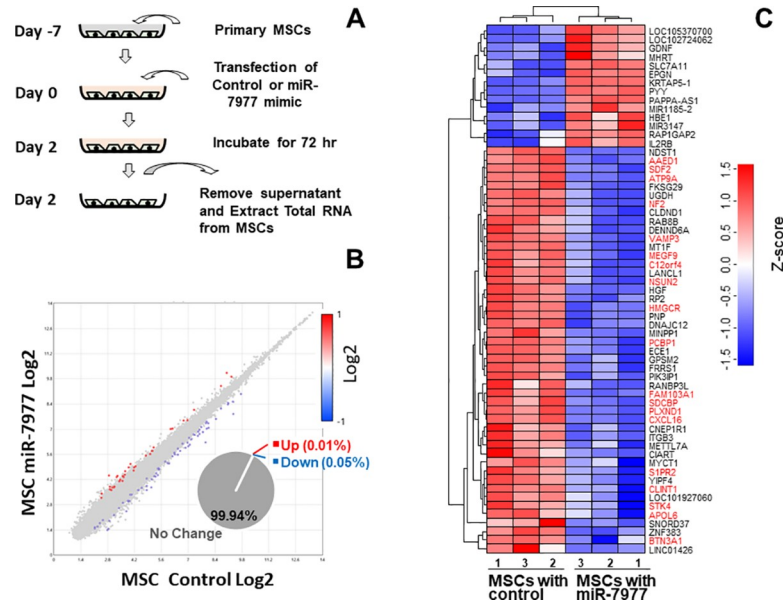 A
Day -7
Primary MSCs
Day 0
Transfection of
Control or miR-
7977 mimic
Day 2
Incubate for 72 hr
Day 2
Remove supernatant
and Extract Total RNA
from MSCs
B
MSC miR-7977 Log2
1
Log2
-1
Up (0.01%)
Down (0.05%)
99.94%
No Change
MSC Control Log2
C
LOC105370700
LOC102724062
GDNF
MHRT
SLC7A11
EPGN
KRTAP5-1
PYY
PAPPA-AS1
MIR1185-2
HBE1
MIR3147
RAP1GAP2
IL2RB
NDST1
AAED1
SDF2
ATP9A
FKSG29
UGDH
NF2
CLDND1
RAB8B
DENND6A
VAMP3
MT1F
MEGF9
C12orf4
LANCL1
NSUN2
HGF
RP2
HMGCR
PNP
DNAJC12
MINPP1
PCBP1
ECE1
GPSM2
FRRS1
PIK3IP1
RANBP3L
FAM103A1
SDCBP
PLXND1
CXCL16
CNEP1R1
ITGB3
METTL7A
CIART
MYCT1
S1PR2
YIPF4
CLINT1
LOC101927060
STK4
APOL6
SNORD37
ZNF383
BTN3A1
LINC01426
1 3 2 3 2 1
MSCs with
control
MSCs with
miR-7977
1.5
1.0
0.5
0.0
-0.5
-1.0
-1.5
Z-score